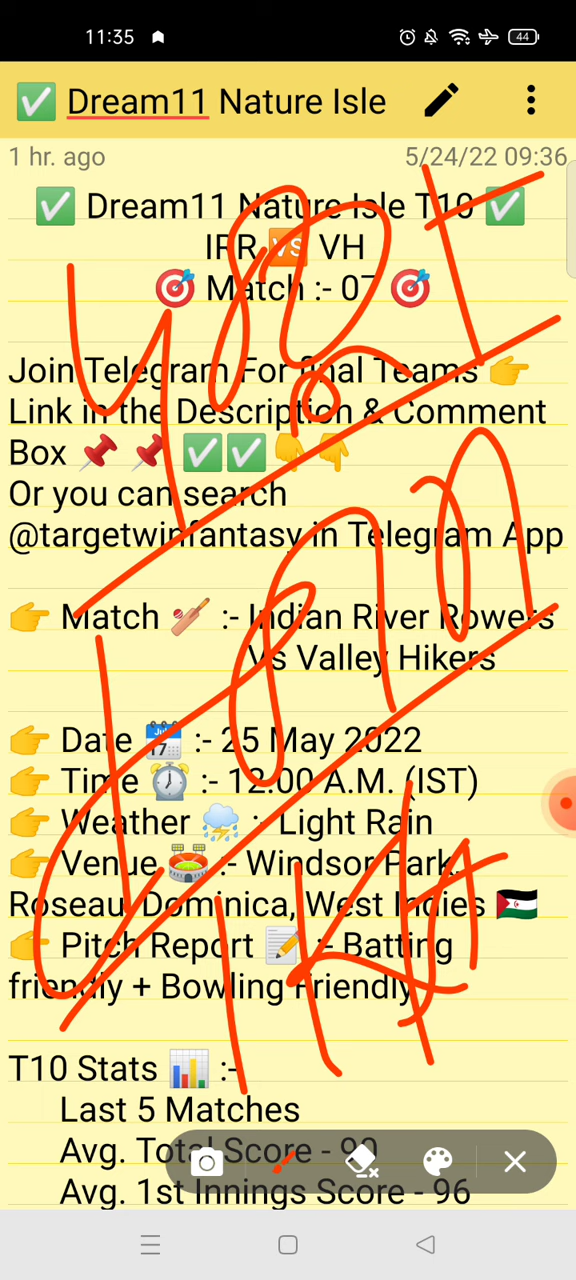 11:35
44
Dream11 Nature Isle
1 hr. ago
5/24/22 09:36
✅ Dream11 Nature Isle T10 ✅
IRR 🆚 VH
🎯 Match :- 07 🎯
Join Telegram For final Teams 👉
Link in the Description & Comment
Box 📌 📌 ✅✅👇👇
Or you can search
@targetwinfantasy in Telegram App
👉 Match 🏏 :- Indian River Rowers
Vs Valley Hikers
👉 Date 📅 :- 25 May 2022
👉 Time ⏰ :- 12:00 A.M. (IST)
👉 Weather ⛈ :- Light Rain
👉 Venue 🏟 :- Windsor Park,
Roseau, Dominica, West Indies 🇪🇭
👉 Pitch Report 📝 :- Batting
friendly + Bowling Friendly
T10 Stats 📊 :-
Last 5 Matches
Avg. Total Score - 90
Avg. 1st Innings Score - 96